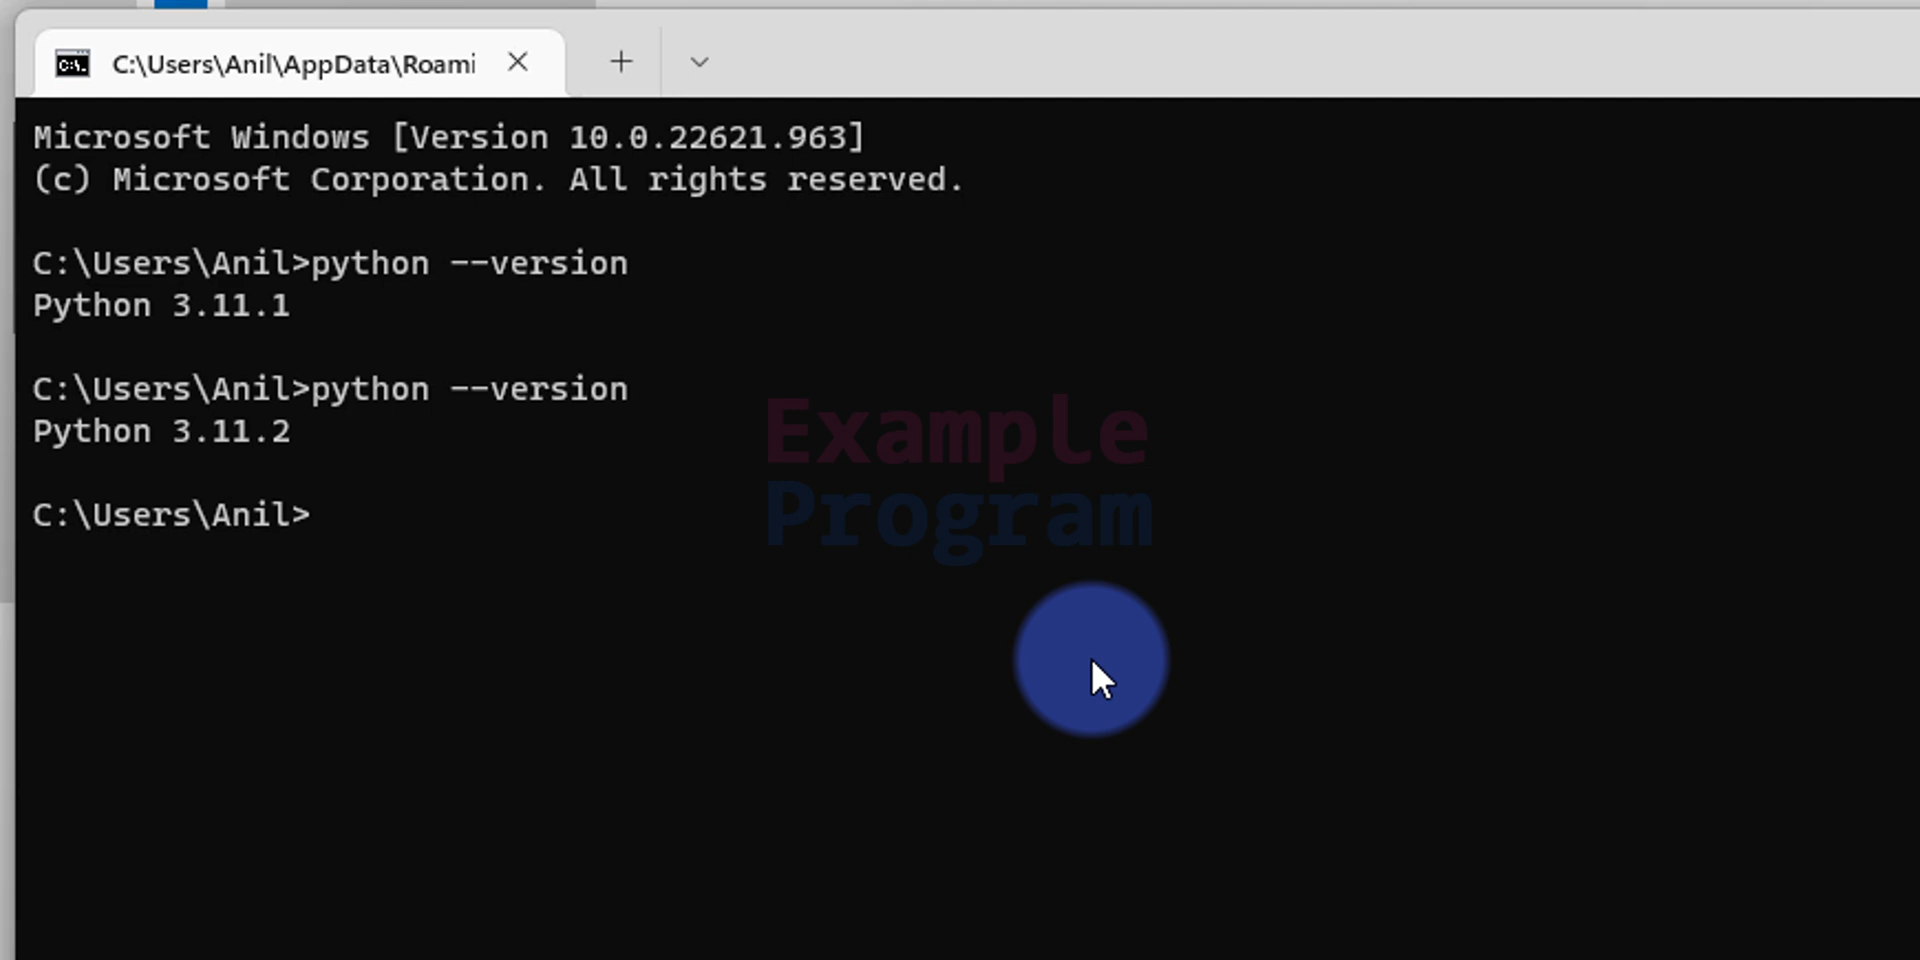 C:\Users\Anil\AppData\Roami
Microsoft Windows [Version 10.0.22621.963]
(c) Microsoft Corporation. All rights reserved.
C:\Users\Anil>python --version
Python 3.11.1
C:\Users\Anil>python --version
Python 3.11.2
C:\Users\Anil>
Example
Program